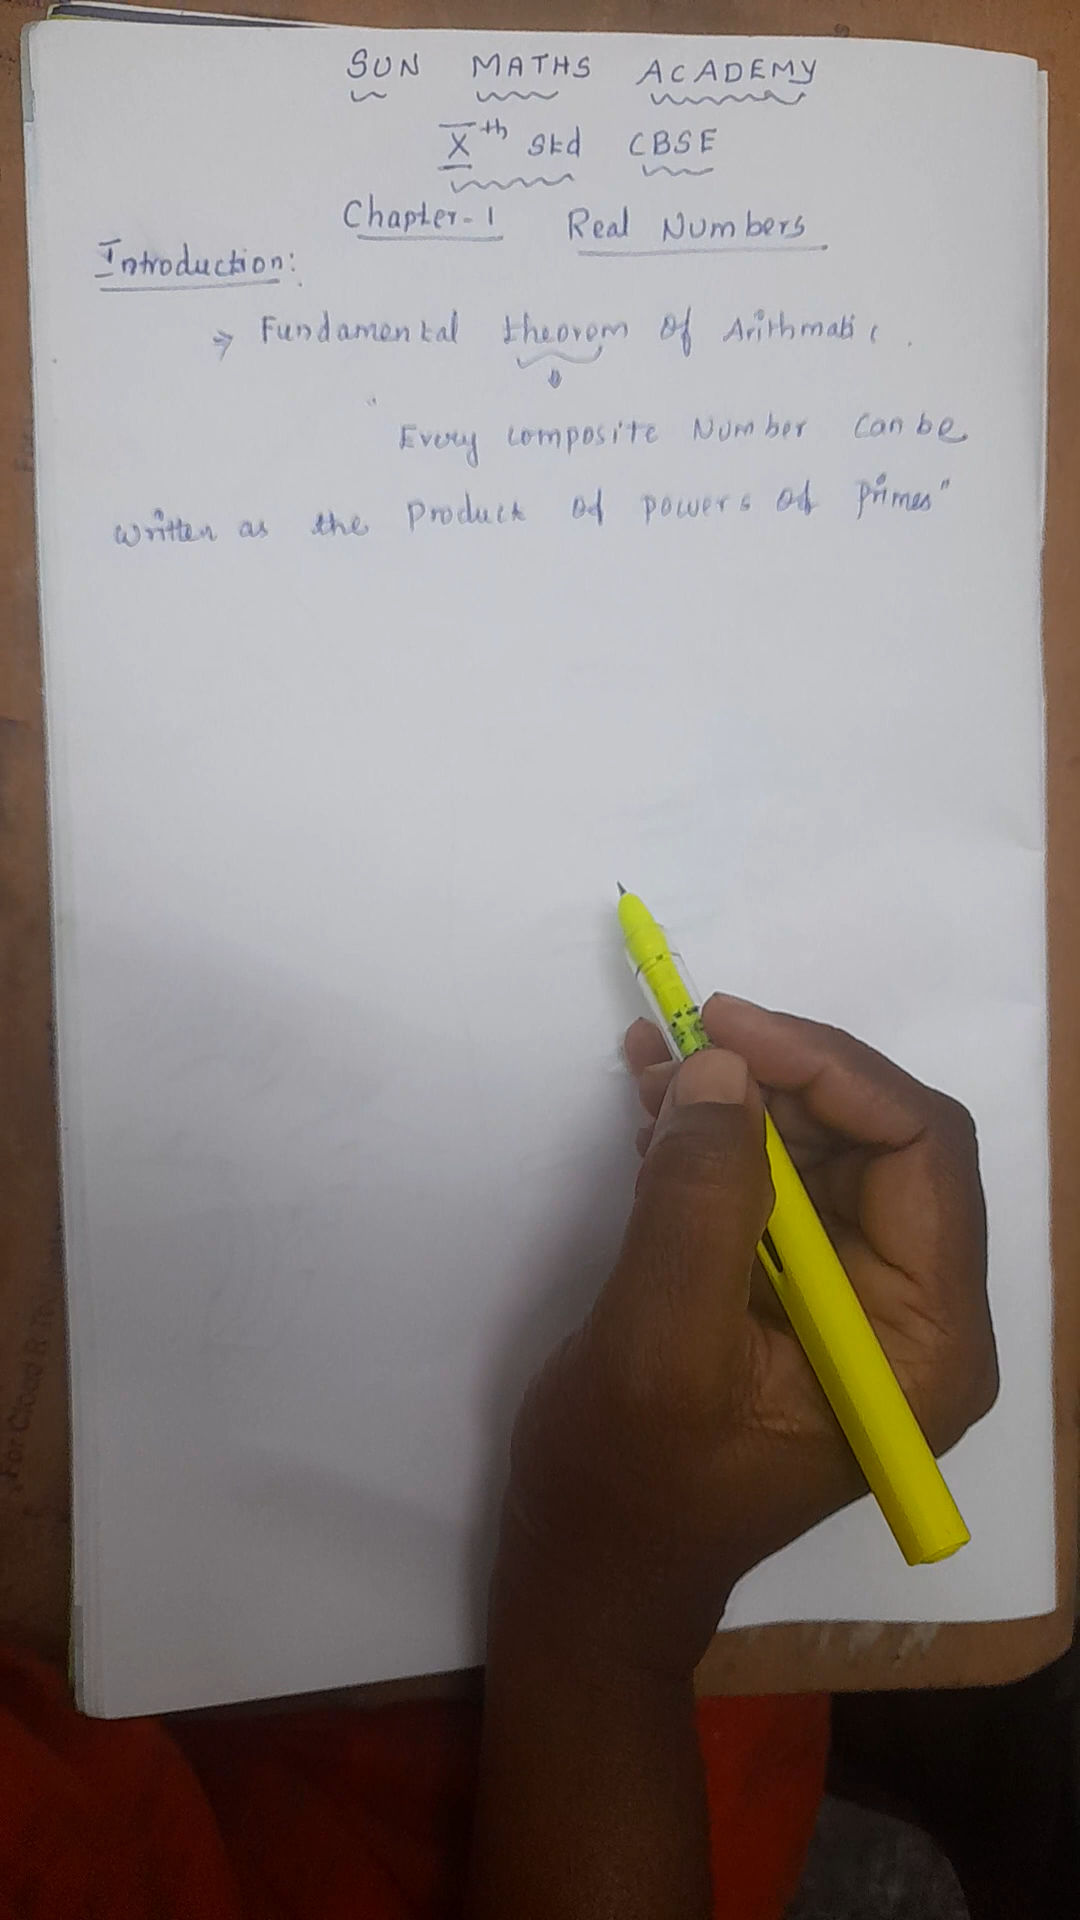 SUN MATHS ACADEMY
Xth Std CBSE
Chapter-1 Real Numbers
Introduction:
⇒ Fundamental theorem of Arithmatic.
Every composite Number can be
written as the product of powers of primes"